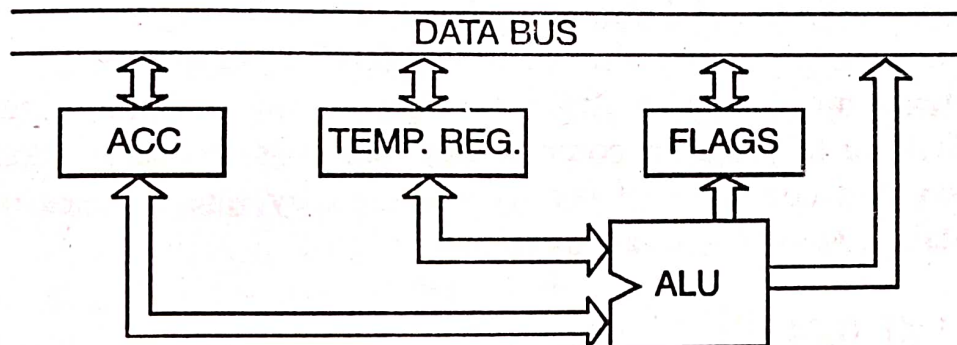 DATA BUS
ACC
TEMP. REG.
FLAGS
ALU